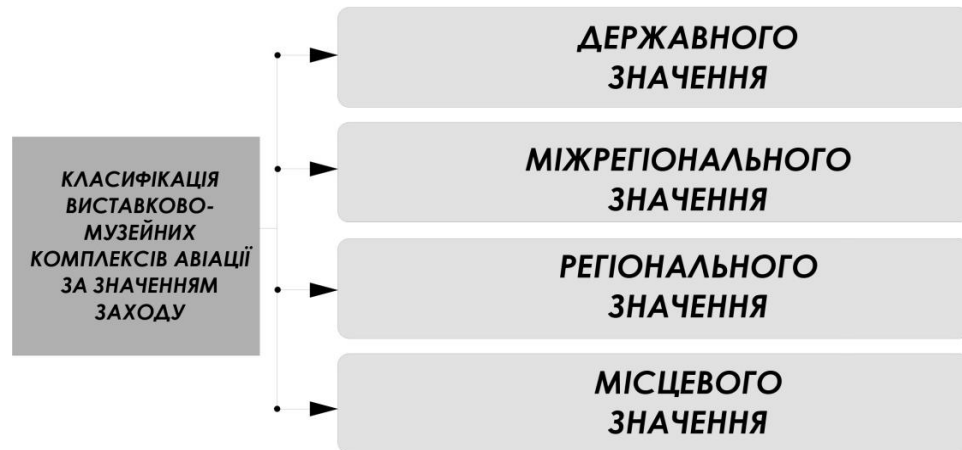 КЛАСИФІКАЦІЯ
ВИСТАВКОВО-
МУЗЕЙНИХ
КОМПЛЕКСІВ АВІАЦІЇ
ЗА ЗНАЧЕННЯМ
ЗАХОДУ
ДЕРЖАВНОГО
ЗНАЧЕННЯ
МІЖРЕГІОНАЛЬНОГО
ЗНАЧЕННЯ
РЕГІОНАЛЬНОГО
ЗНАЧЕННЯ
МІСЦЕВОГО
ЗНАЧЕННЯ